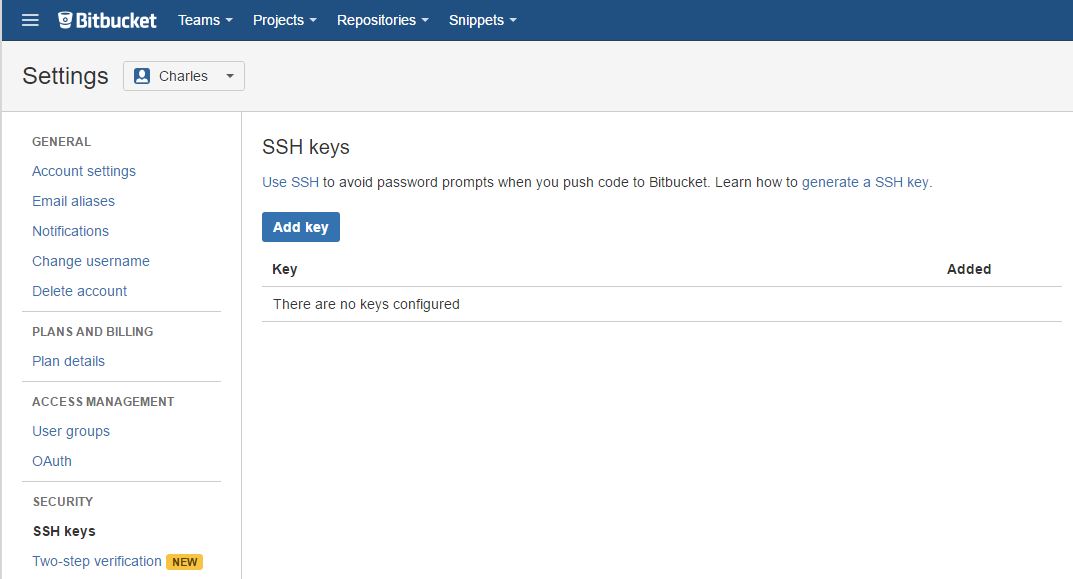 Bitbucket Teams Projects Repositories Snippets
Settings Charles
GENERAL
Account settings
Email aliases
Notifications
Change username
Delete account
PLANS AND BILLING
Plan details
ACCESS MANAGEMENT
User groups
OAuth
SECURITY
SSH keys
Two-step verification NEW
SSH keys
Use SSH to avoid password prompts when you push code to Bitbucket. Learn how to generate a SSH key.
Add key
Key Added
There are no keys configured